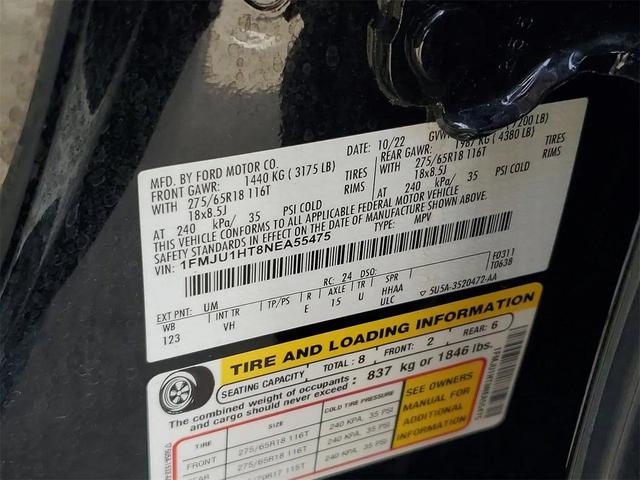 MFD. BY FORD MOTOR CO.
DATE: 10/22
FRONT GAWR: 1440 KG ( 3175 LB)
REAR GAWR: 1987 KG ( 4380 LB)
WITH 275/65R18 116T TIRES
18x8.5J RIMS
WITH 275/65R18 116T TIRES
18x8.5J RIMS
AT 240 kPa/ 35 PSI COLD
AT 240 kPa/ 35 PSI COLD
THIS VEHICLE CONFORMS TO ALL APPLICABLE FEDERAL MOTOR VEHICLE
SAFETY STANDARDS IN EFFECT ON THE DATE OF MANUFACTURE SHOWN ABOVE.
VIN: 1FMJU1HT8NEA55475
TYPE: MPV
F0311
T0638
EXT PNT: UM RC: 24 DSO:
WB INT TR TP/PS R AXLE TR SPR
123 VH E 15 U HHAA
ULC
▽ 5U5A-3520472-AA
TIRE AND LOADING INFORMATION
SEATING CAPACITY TOTAL: 8 FRONT: 2 REAR: 6
The combined weight of occupants
and cargo should never exceed: 837 kg or 1846 lbs.
TIRE SIZE COLD TIRE PRESSURE
FRONT 275/65R18 116T 240 KPA, 35 PSI
275/65R18 116T 240 KPA, 35 PSI
SEE OWNERS
MANUAL FOR
ADDITIONAL
INFORMATION